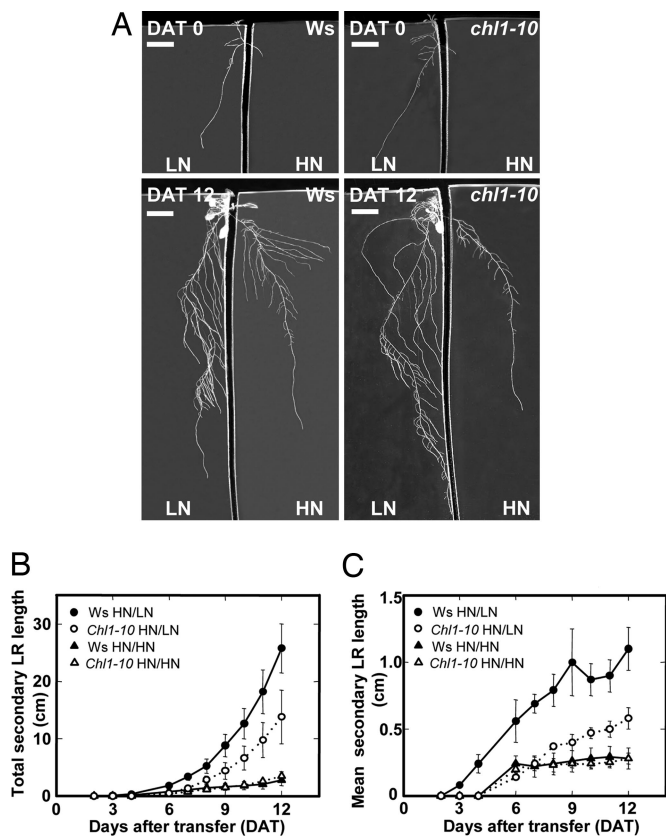 A
DAT 0 Ws
LN HN
DAT 0 chl1-10
LN HN
DAT 12 Ws
LN HN
DAT 12 chl1-10
LN HN
B
Total secondary LR length
(cm)
30
20
10
0
Ws HN/LN
Chl1-10 HN/LN
Ws HN/HN
Chl1-10 HN/HN
0 3 6 9 12
Days after transfer (DAT)
C
Mean secondary LR length
(cm)
1.5
1.0
0.5
0
Ws HN/LN
Chl1-10 HN/LN
Ws HN/HN
Chl1-10 HN/HN
0 3 6 9 12
Days after transfer (DAT)